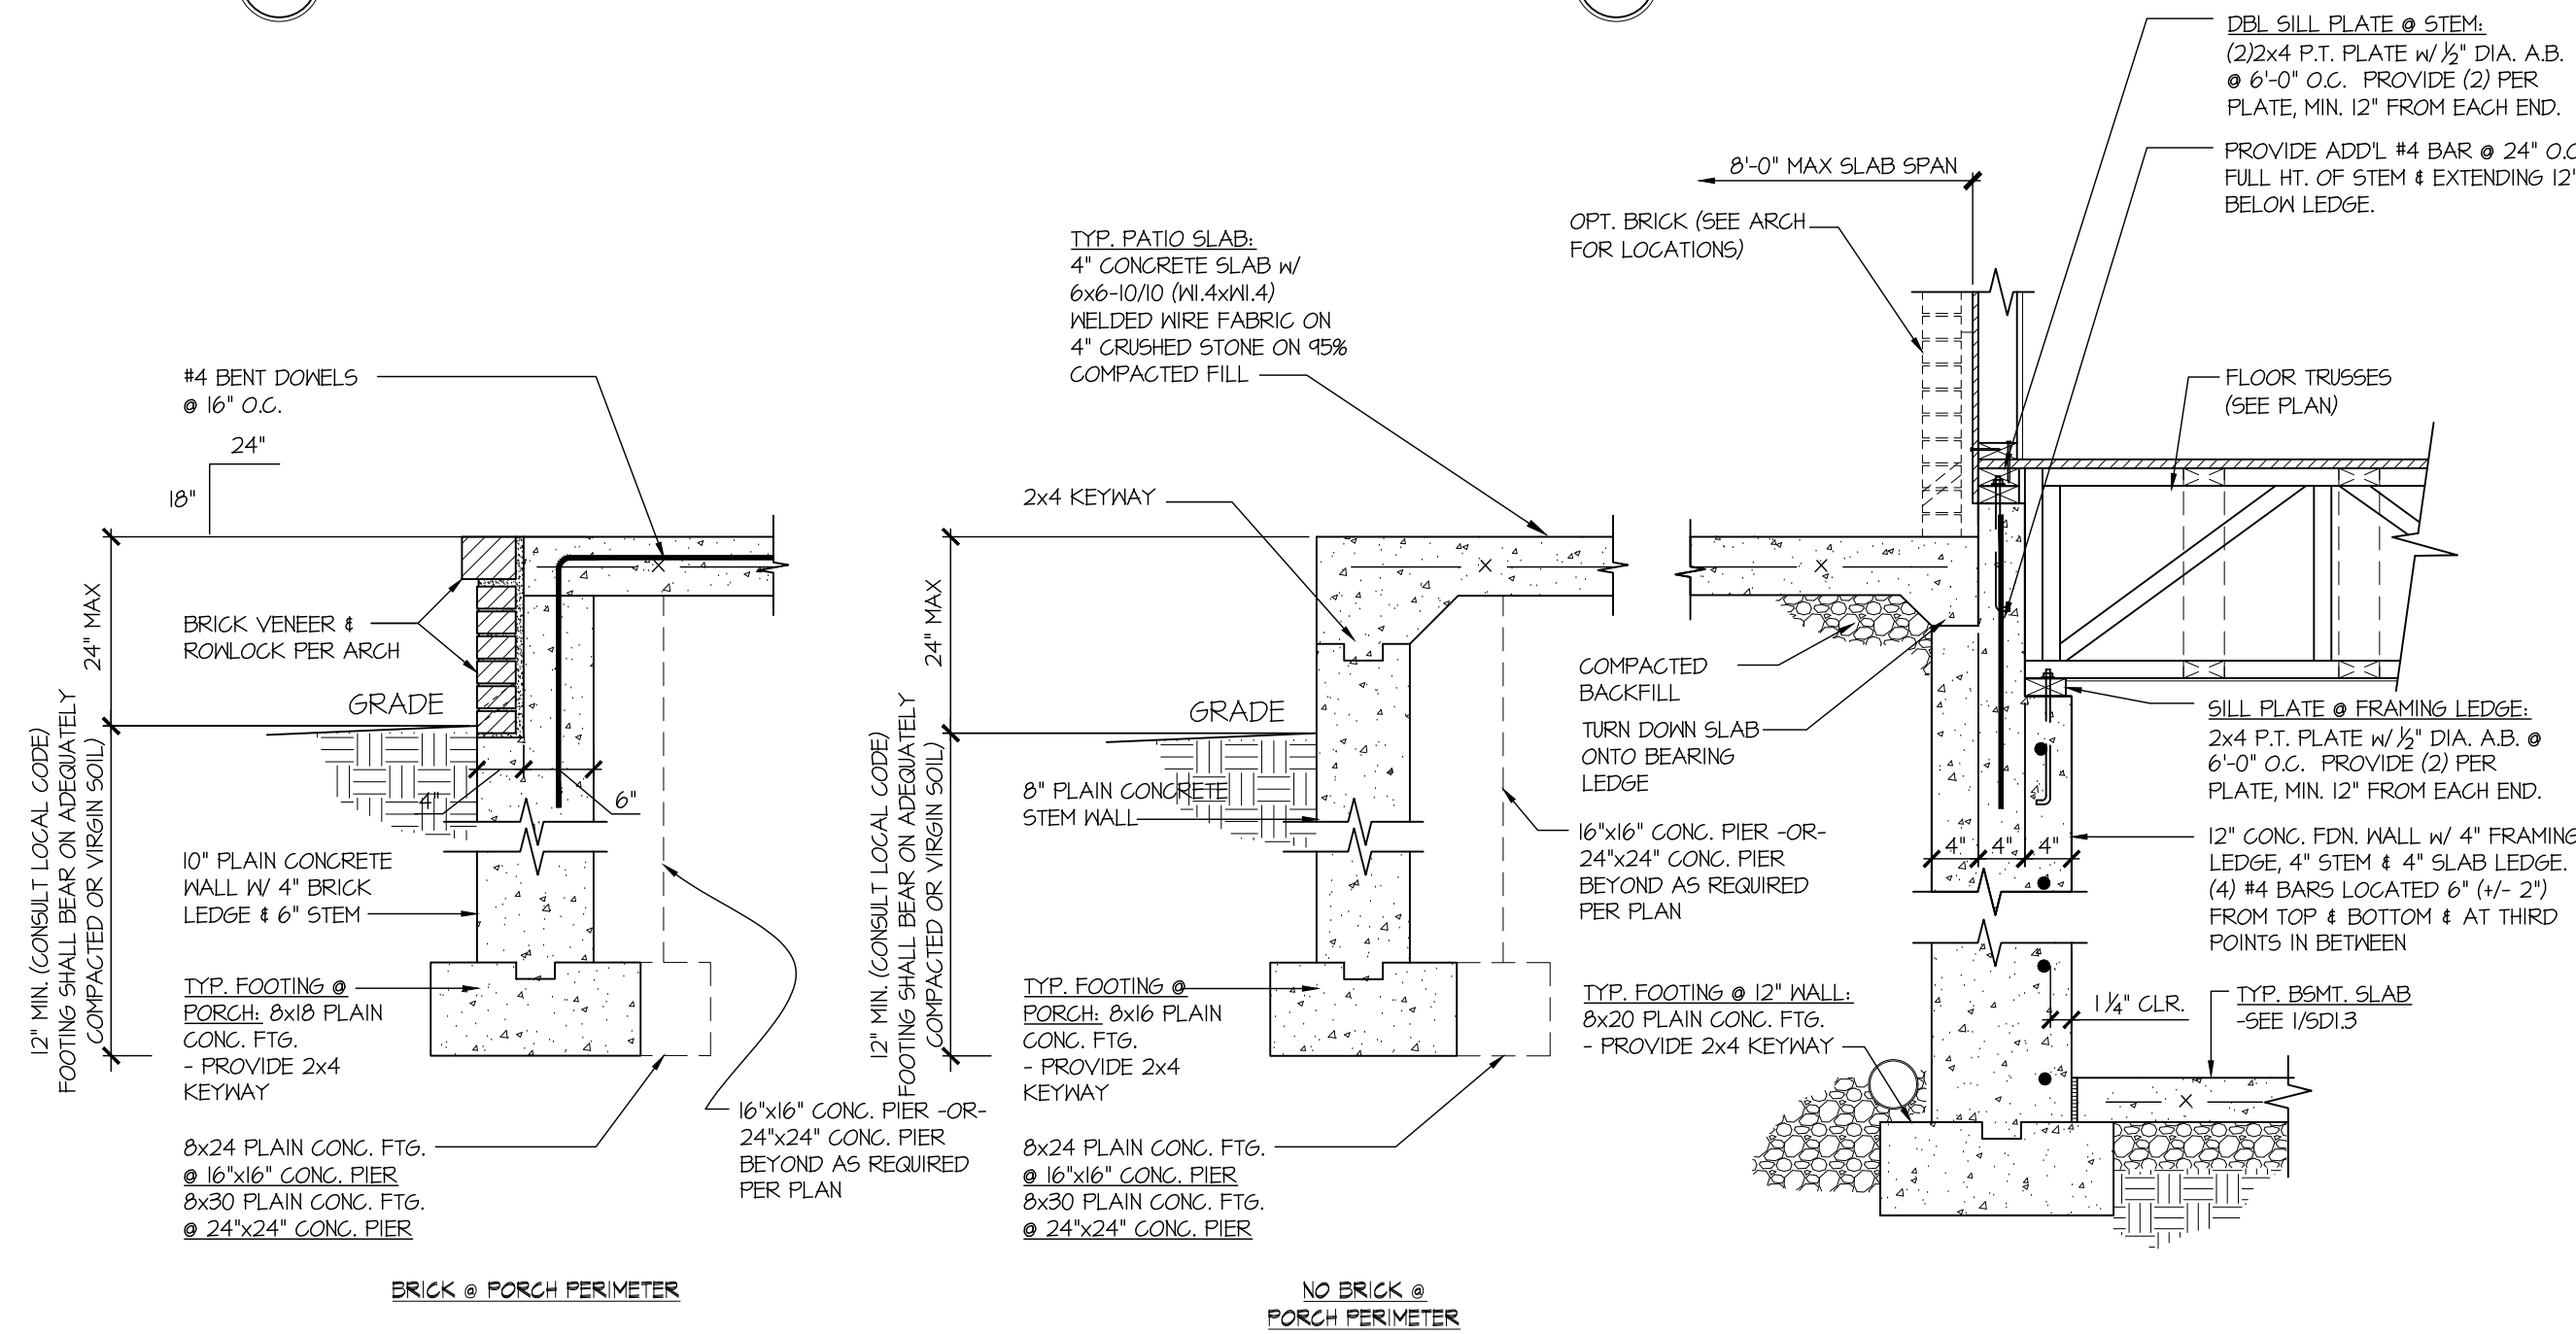 DBL SILL PLATE @ STEM:
(2)2x4 P.T. PLATE w/ ½" DIA. A.B.
@ 6'-0" O.C. PROVIDE (2) PER
PLATE, MIN. 12" FROM EACH END.
PROVIDE ADD'L #4 BAR @ 24" O.C
FULL HT. OF STEM & EXTENDING 12"
BELOW LEDGE.
8'-0" MAX SLAB SPAN
OPT. BRICK (SEE ARCH
FOR LOCATIONS)
TYP. PATIO SLAB:
4" CONCRETE SLAB w/
6x6-10/10 (W1.4xW1.4)
WELDED WIRE FABRIC ON
4" CRUSHED STONE ON 95%
COMPACTED FILL
#4 BENT DOWELS
@ 16" O.C.
24"
18"
FLOOR TRUSSES
(SEE PLAN)
2x4 KEYWAY
24" MAX
BRICK VENEER &
ROWLOCK PER ARCH
GRADE
4"
6"
12" MIN. (CONSULT LOCAL CODE)
FOOTING SHALL BEAR ON ADEQUATELY
COMPACTED OR VIRGIN SOIL)
10" PLAIN CONCRETE
WALL W/ 4" BRICK
LEDGE & 6" STEM
TYP. FOOTING @
PORCH: 8x18 PLAIN
CONC. FTG.
- PROVIDE 2x4
KEYWAY
8x24 PLAIN CONC. FTG.
@ 16"x16" CONC. PIER
8x30 PLAIN CONC. FTG.
@ 24"x24" CONC. PIER
16"x16" CONC. PIER -OR-
24"x24" CONC. PIER
BEYOND AS REQUIRED
PER PLAN
BRICK @ PORCH PERIMETER
24" MAX
GRADE
12" MIN. (CONSULT LOCAL CODE)
FOOTING SHALL BEAR ON ADEQUATELY
COMPACTED OR VIRGIN SOIL)
8" PLAIN CONCRETE
STEM WALL
TYP. FOOTING @
PORCH: 8x16 PLAIN
CONC. FTG.
- PROVIDE 2x4
KEYWAY
8x24 PLAIN CONC. FTG.
@ 16"x16" CONC. PIER
8x30 PLAIN CONC. FTG.
@ 24"x24" CONC. PIER
NO BRICK @
PORCH PERIMETER
COMPACTED
BACKFILL
TURN DOWN SLAB
ONTO BEARING
LEDGE
16"x16" CONC. PIER -OR-
24"x24" CONC. PIER
BEYOND AS REQUIRED
PER PLAN
TYP. FOOTING @ 12" WALL:
8x20 PLAIN CONC. FTG.
- PROVIDE 2x4 KEYWAY
4" 4" 4"
SILL PLATE @ FRAMING LEDGE:
2x4 P.T. PLATE w/ ½" DIA. A.B. @
6'-0" O.C. PROVIDE (2) PER
PLATE, MIN. 12" FROM EACH END.
12" CONC. FDN. WALL w/ 4" FRAMING
LEDGE, 4" STEM & 4" SLAB LEDGE.
(4) #4 BARS LOCATED 6" (+/- 2")
FROM TOP & BOTTOM & AT THIRD
POINTS IN BETWEEN
1 ¼" CLR.
TYP. BSMT. SLAB
-SEE 1/SD1.3